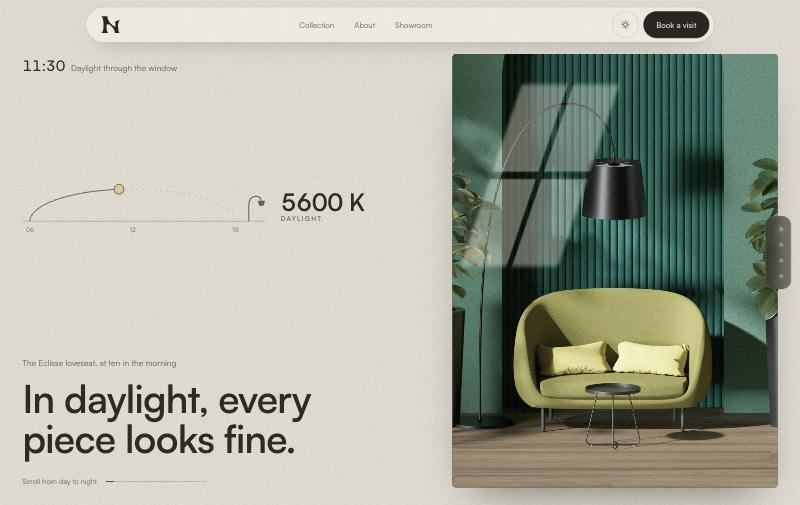 Collection
About
Showroom
Book a visit
11:30 Daylight through the window
5600 K
DAYLIGHT
06 12 18
The Eclisse loveseat, at ten in the morning
In daylight, every
piece looks fine.
Scroll from day to night